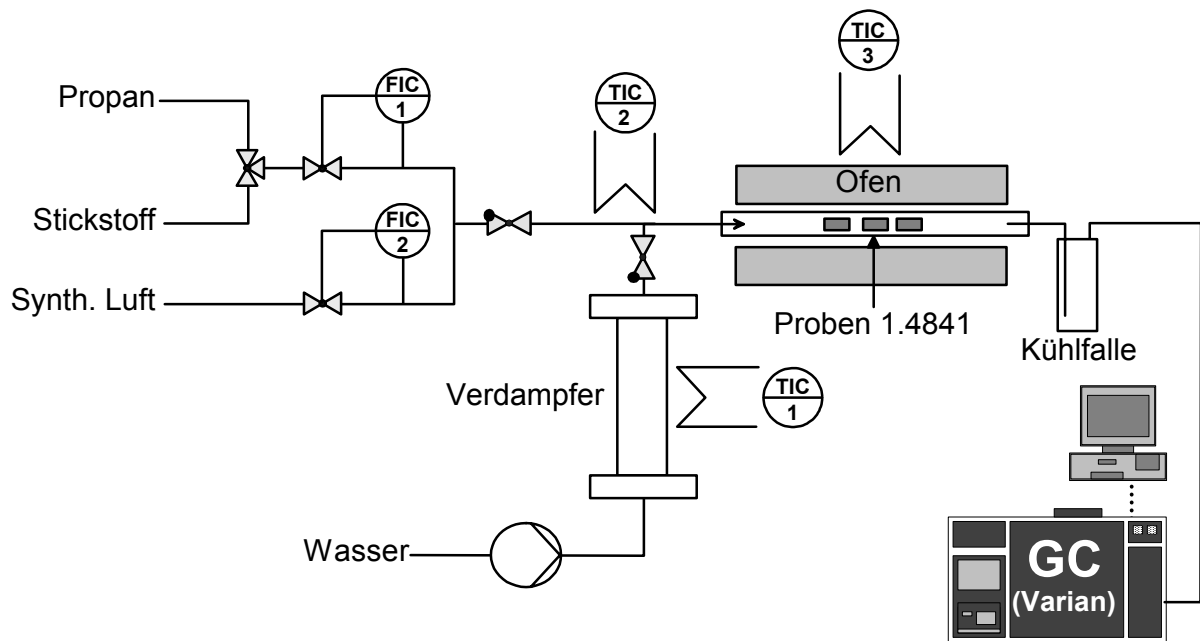 Propan
FIC
1
TIC
2
TIC
3
Stickstoff
FIC
2
Ofen
Synth. Luft
Proben 1.4841
Kühlfalle
Verdampfer
TIC
1
Wasser
GC
(Varian)